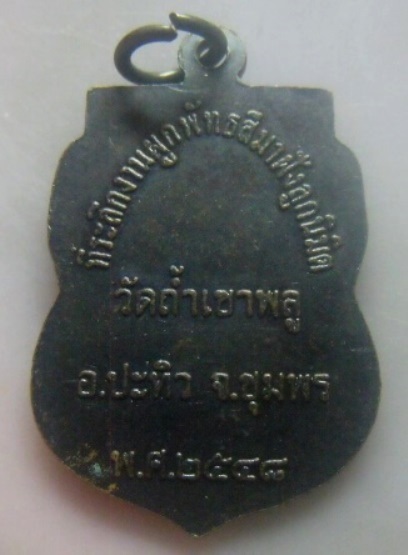 ที่ระลึกงานผูกพัทธสีมาฝังลูกนิมิต
วัดถ้ำเขาพลู
อ.ปะทิว จ.ชุมพร
พ.ศ.๒๕๔๘